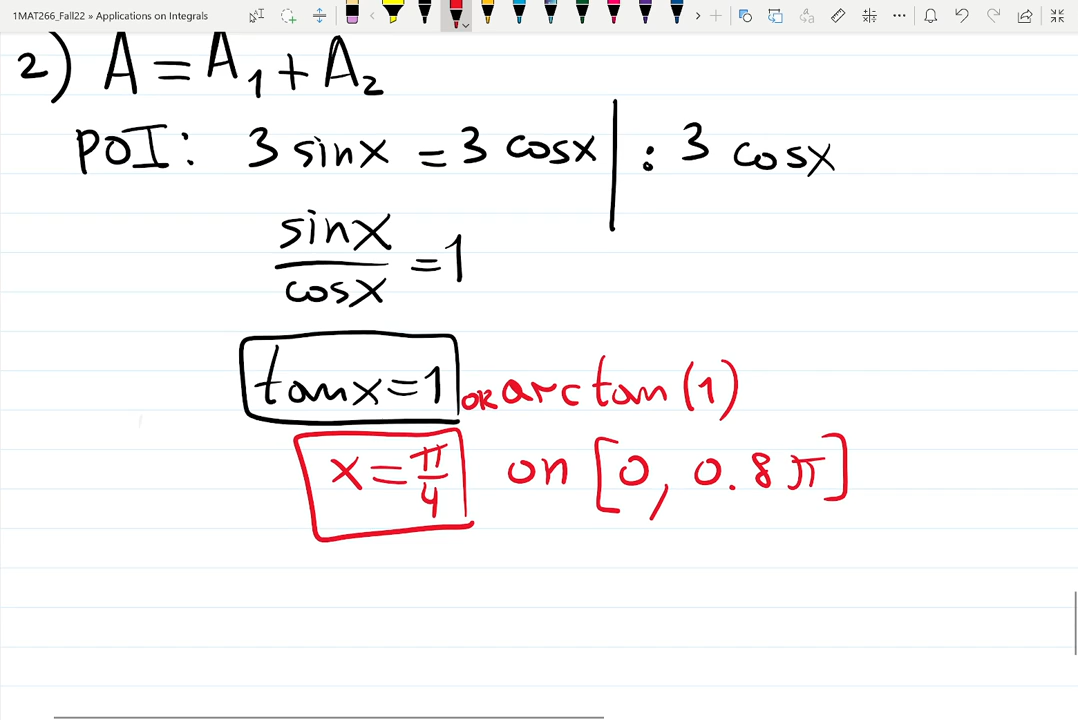 1MAT266_Fall22 » Applications on Integrals
2) A = A₁ + A₂
POI: 3 sinx = 3 cosx | : 3 cosx
sinx/cosx = 1
tanx = 1 OR arctan (1)
x = π/4 on [0, 0.8π]